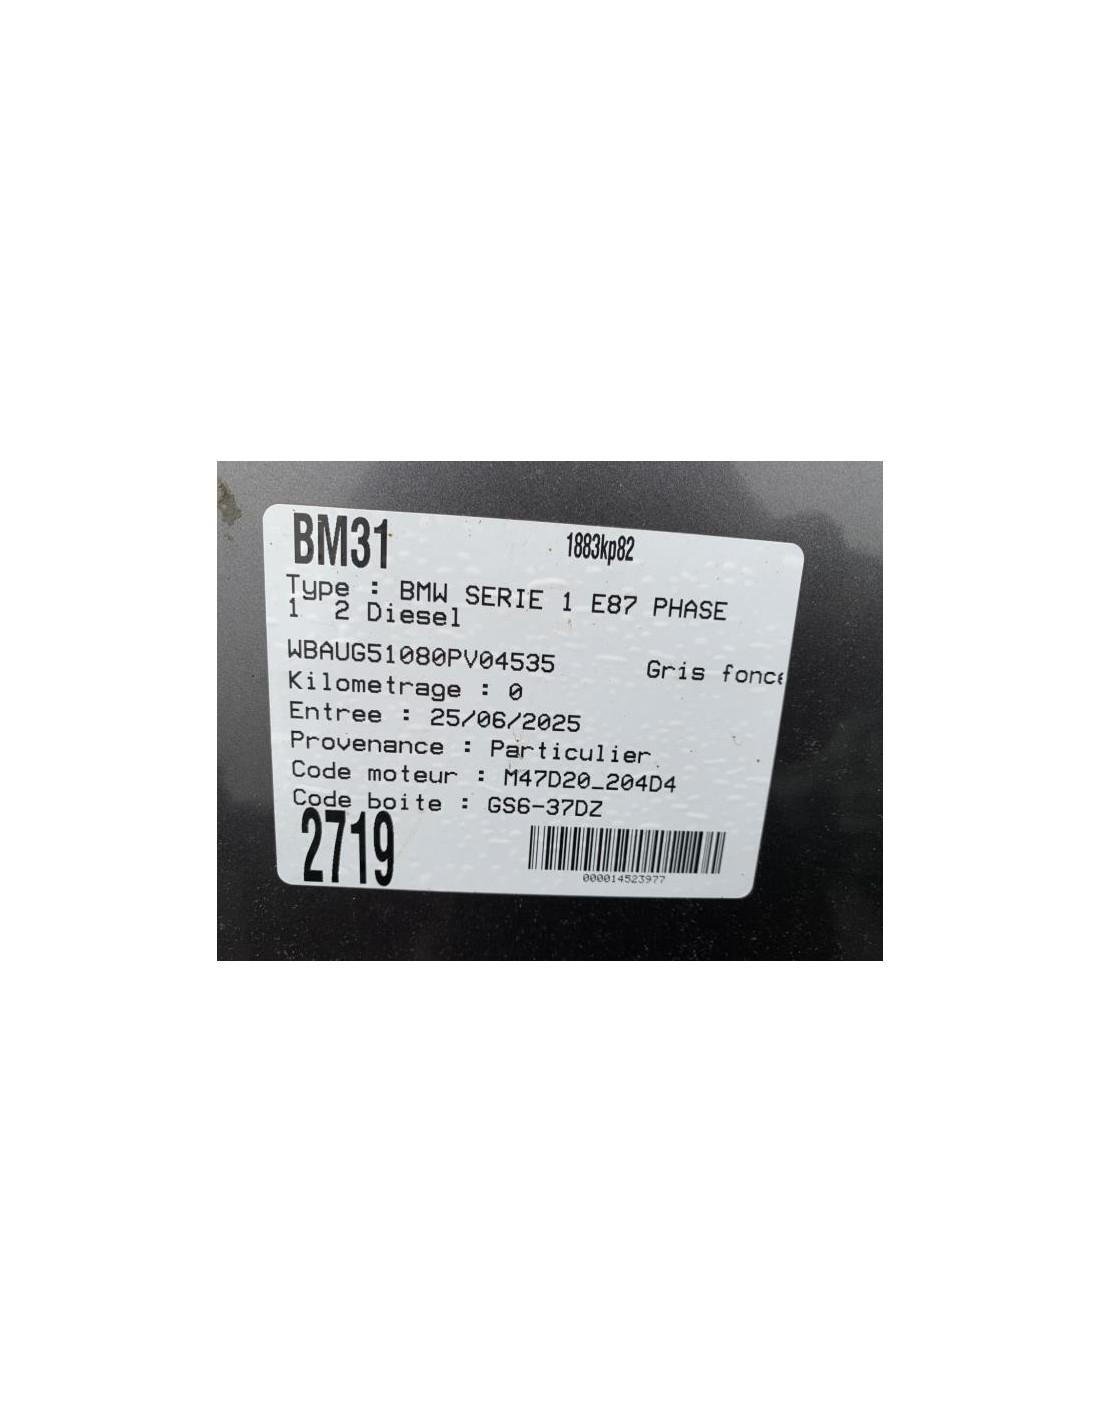 BM31 1883kp82
Type : BMW SERIE 1 E87 PHASE
1 2 Diesel
WBAUG51080PV04535 Gris fonce
Kilometrage : 0
Entree : 25/06/2025
Provenance : Particulier
Code moteur : M47D20_204D4
Code boite : GS6-37DZ
2719
000014523977